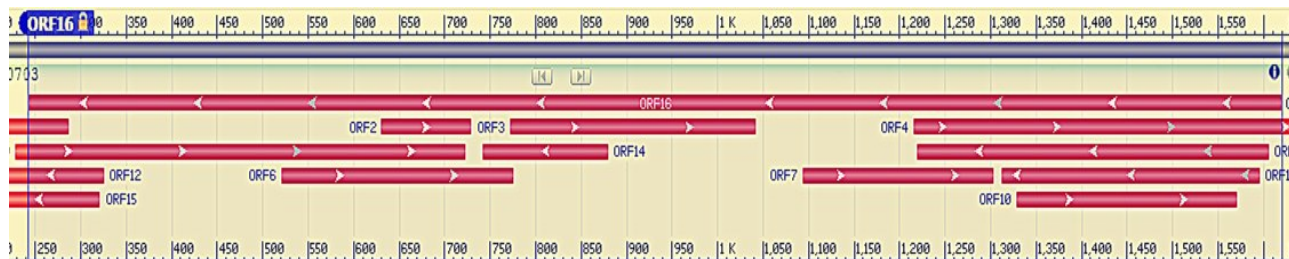 ORF16 300 |350 |400 |450 |500 |550 |600 |650 |700 |750 |800 |850 |900 |950 |1 K |1,050 |1,100 |1,150 |1,200 |1,250 |1,300 |1,350 |1,400 |1,450 |1,500 |1,550
0703
ORF16
ORF2 ORF3 ORF4
ORF14
ORF12 ORF6 ORF7
ORF15 ORF10
|250 |300 |350 |400 |450 |500 |550 |600 |650 |700 |750 |800 |850 |900 |950 |1 K |1,050 |1,100 |1,150 |1,200 |1,250 |1,300 |1,350 |1,400 |1,450 |1,500 |1,550